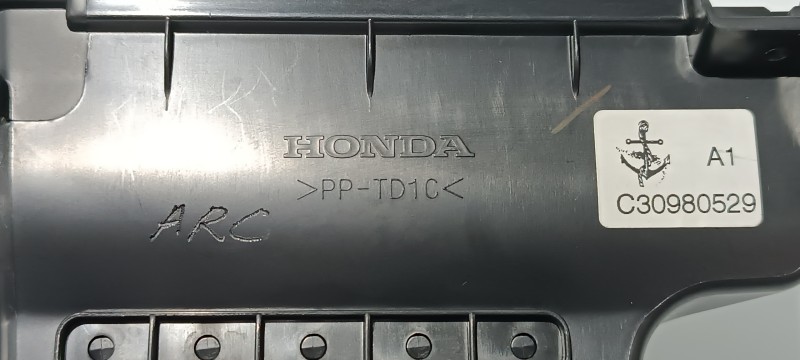 HONDA
>PP-TD1C<
ARC
A1
C30980529